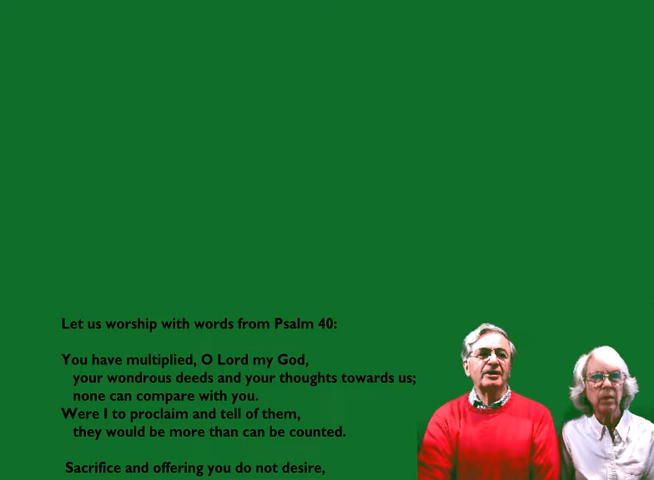 Let us worship with words from Psalm 40:
You have multiplied, O Lord my God,
your wondrous deeds and your thoughts towards us;
none can compare with you.
Were I to proclaim and tell of them,
they would be more than can be counted.
Sacrifice and offering you do not desire,